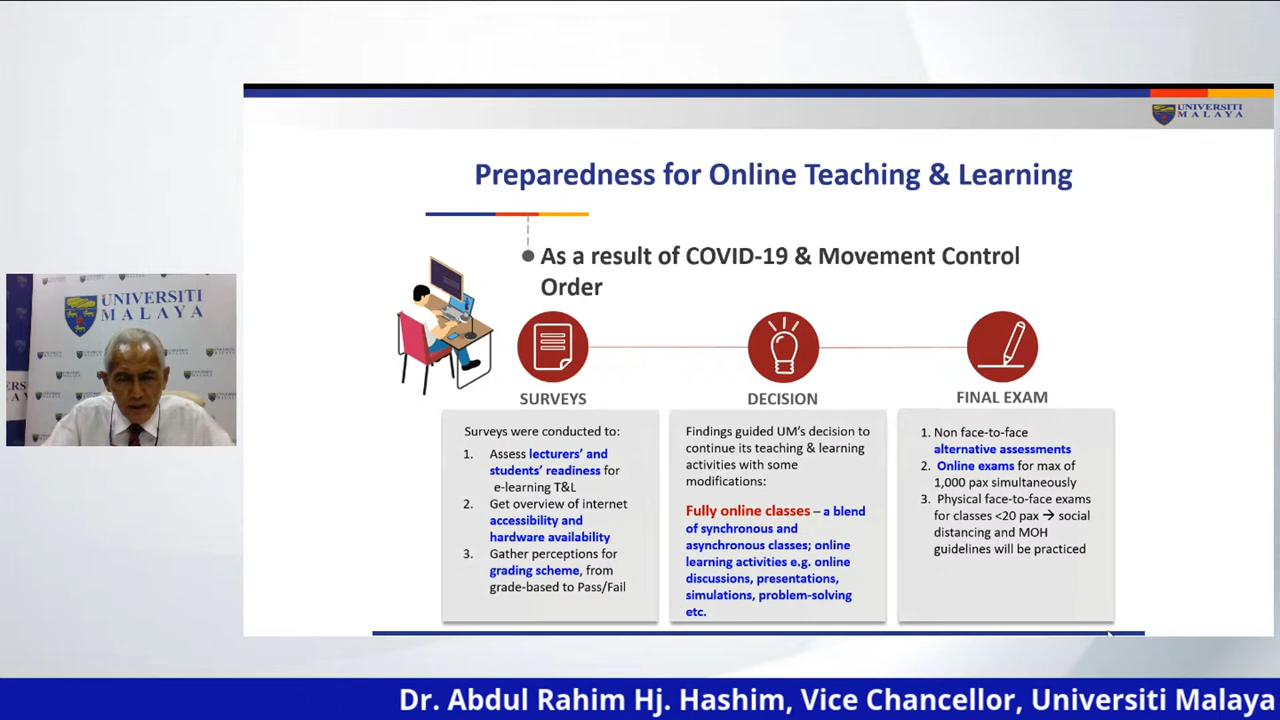 UNIVERSITI
MALAYA
Preparedness for Online Teaching & Learning
As a result of COVID-19 & Movement Control
Order
UNIVERSITI
MALAYA
SURVEYS
Surveys were conducted to:
1. Assess lecturers’ and
students’ readiness for
e-learning T&L
2. Get overview of internet
accessibility and
hardware availability
3. Gather perceptions for
grading scheme, from
grade-based to Pass/Fail
DECISION
Findings guided UM’s decision to
continue its teaching & learning
activities with some
modifications:
Fully online classes – a blend
of synchronous and
asynchronous classes; online
learning activities e.g. online
discussions, presentations,
simulations, problem-solving
etc.
FINAL EXAM
1. Non face-to-face
alternative assessments
2. Online exams for max of
1,000 pax simultaneously
3. Physical face-to-face exams
for classes <20 pax → social
distancing and MOH
guidelines will be practiced
Dr. Abdul Rahim Hj. Hashim, Vice Chancellor, Universiti Malaya